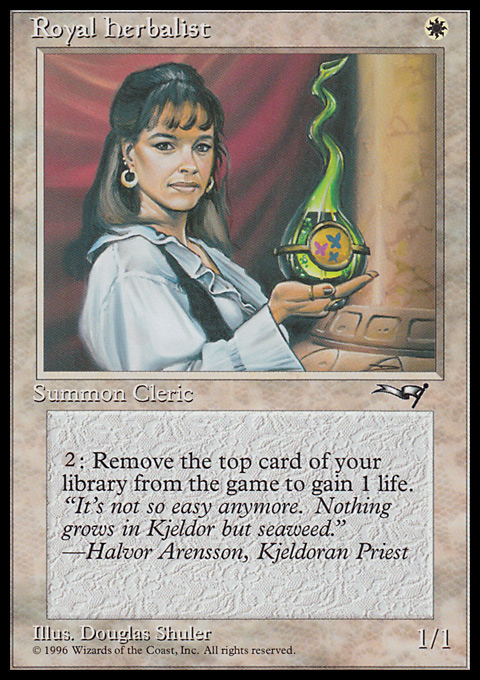 Royal Herbalist
Summon Cleric
2: Remove the top card of your
library from the game to gain 1 life.
“It’s not so easy anymore. Nothing
grows in Kjeldor but seaweed.”
—Halvor Arensson, Kjeldoran Priest
Illus. Douglas Shuler
1/1
© 1996 Wizards of the Coast, Inc. All rights reserved.